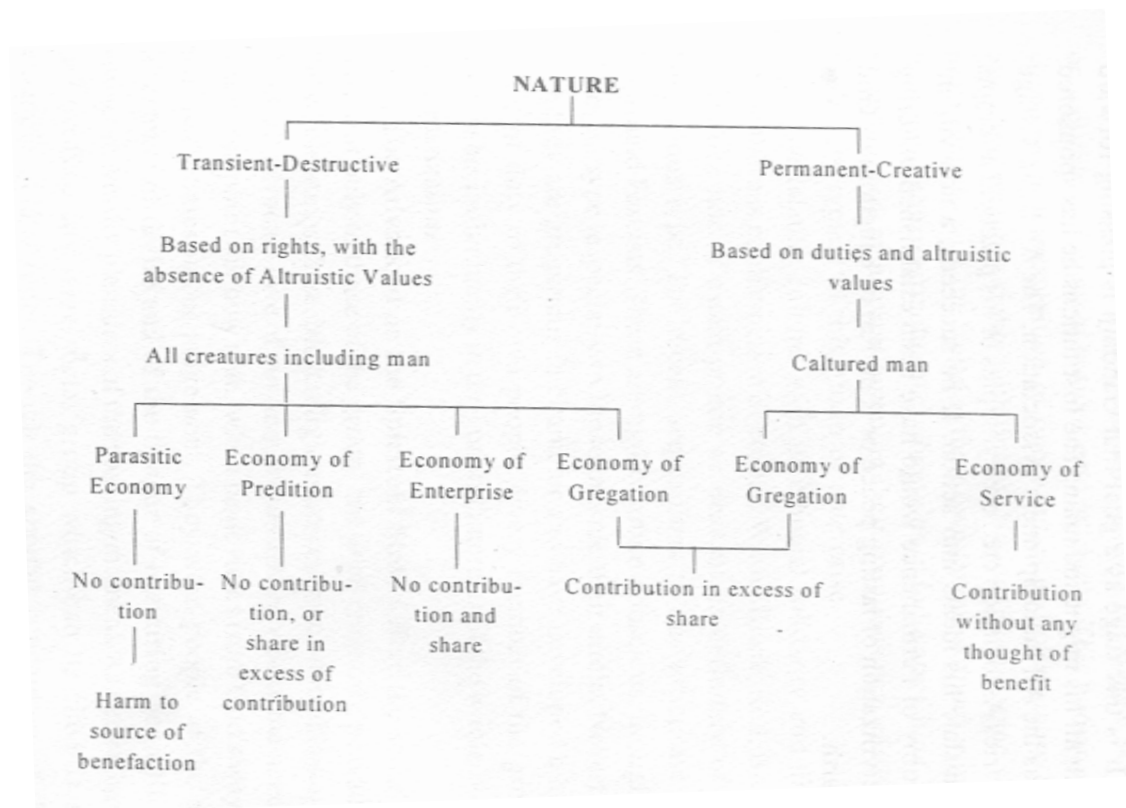 NATURE
Transient-Destructive
Permanent-Creative
Based on rights, with the
absence of Altruistic Values
Based on duties and altruistic
values
All creatures including man
Caltured man
Parasitic
Economy
Economy of
Predition
Economy of
Enterprise
Economy of
Gregation
Economy of
Gregation
Economy of
Service
No contribu-
tion
No contribu-
tion, or
share in
excess of
contribution
No contribu-
tion and
share
Contribution in excess of
share
Contribution
without any
thought of
benefit
Harm to
source of
benefaction